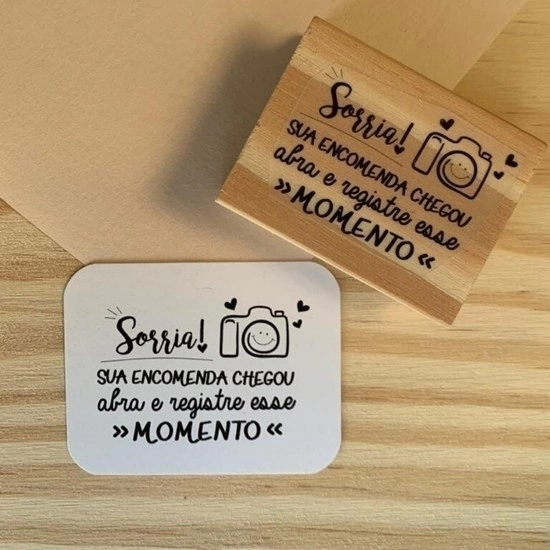 Sorria!
SUA ENCOMENDA CHEGOU
abra e registre esse
»MOMENTO«
Sorria!
SUA ENCOMENDA CHEGOU
abra e registre esse
»MOMENTO«